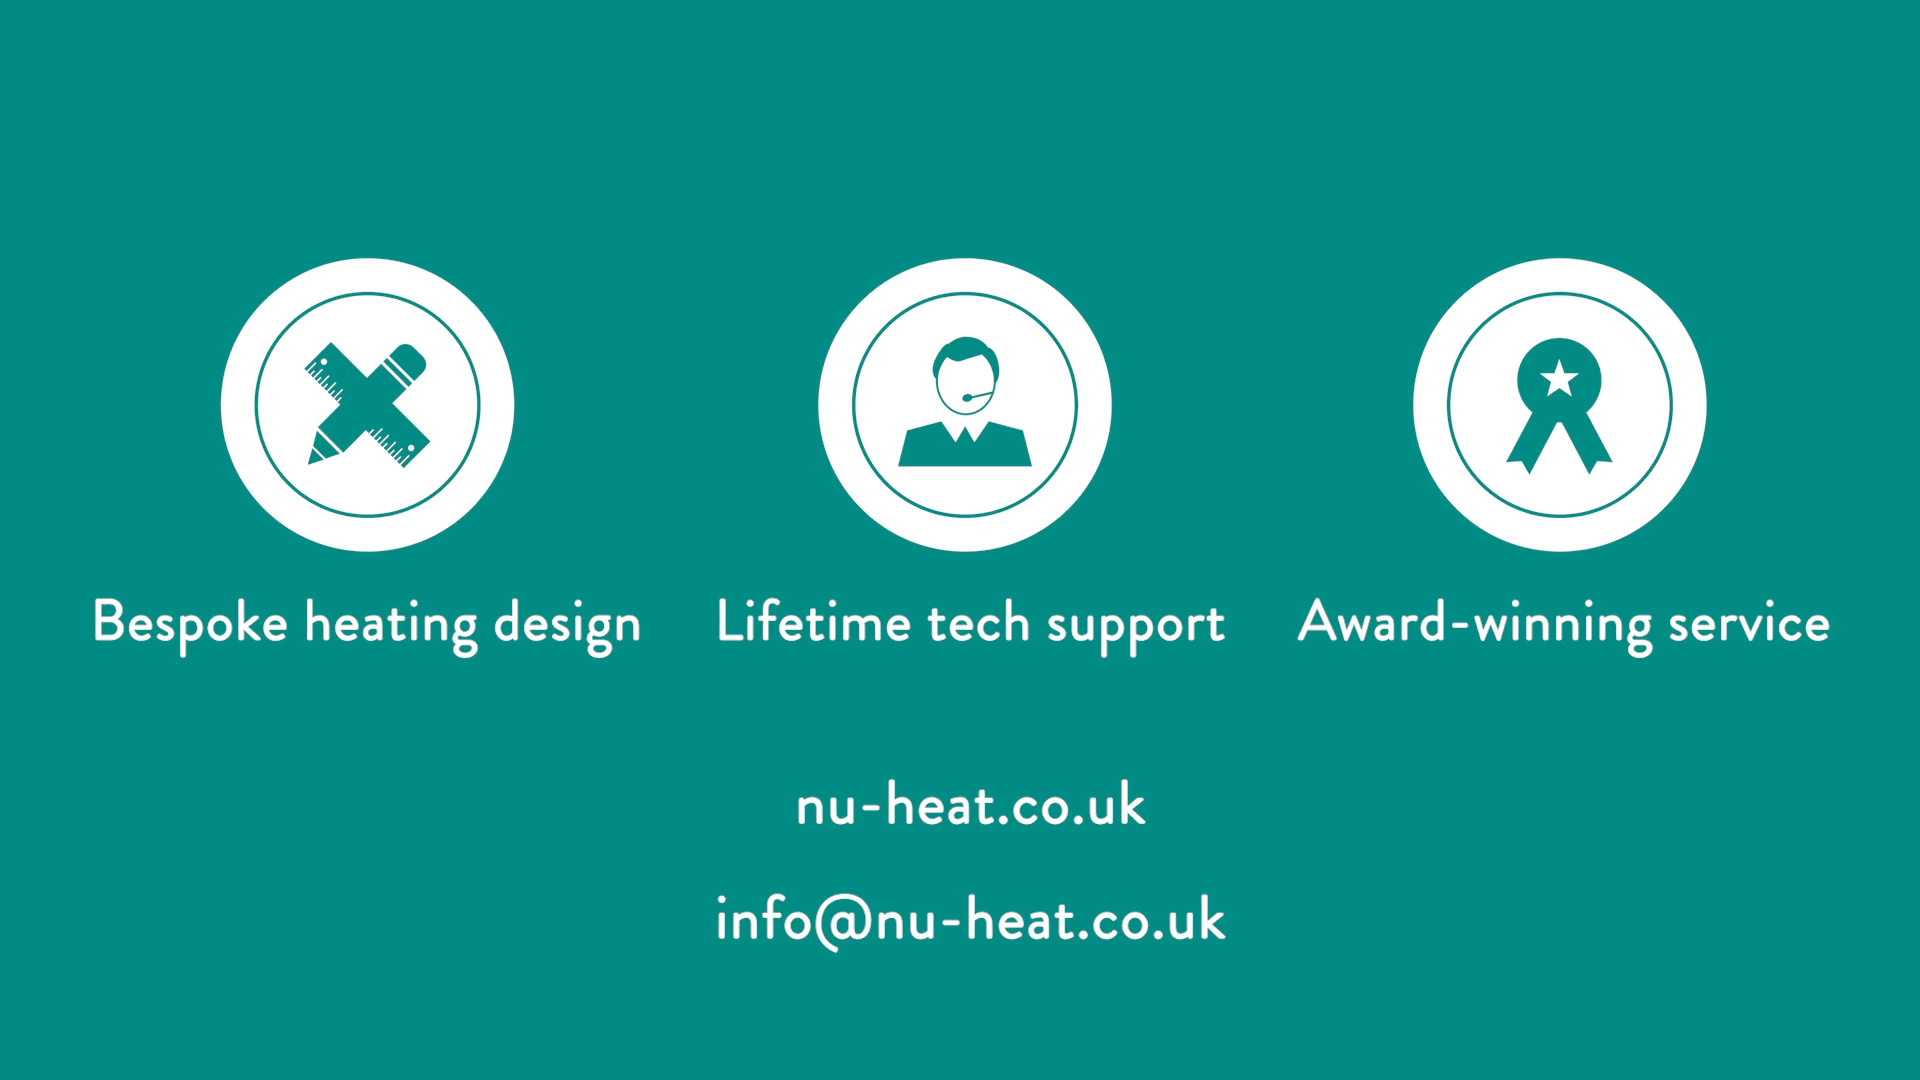 Bespoke heating design
Lifetime tech support
Award-winning service
nu-heat.co.uk
info@nu-heat.co.uk